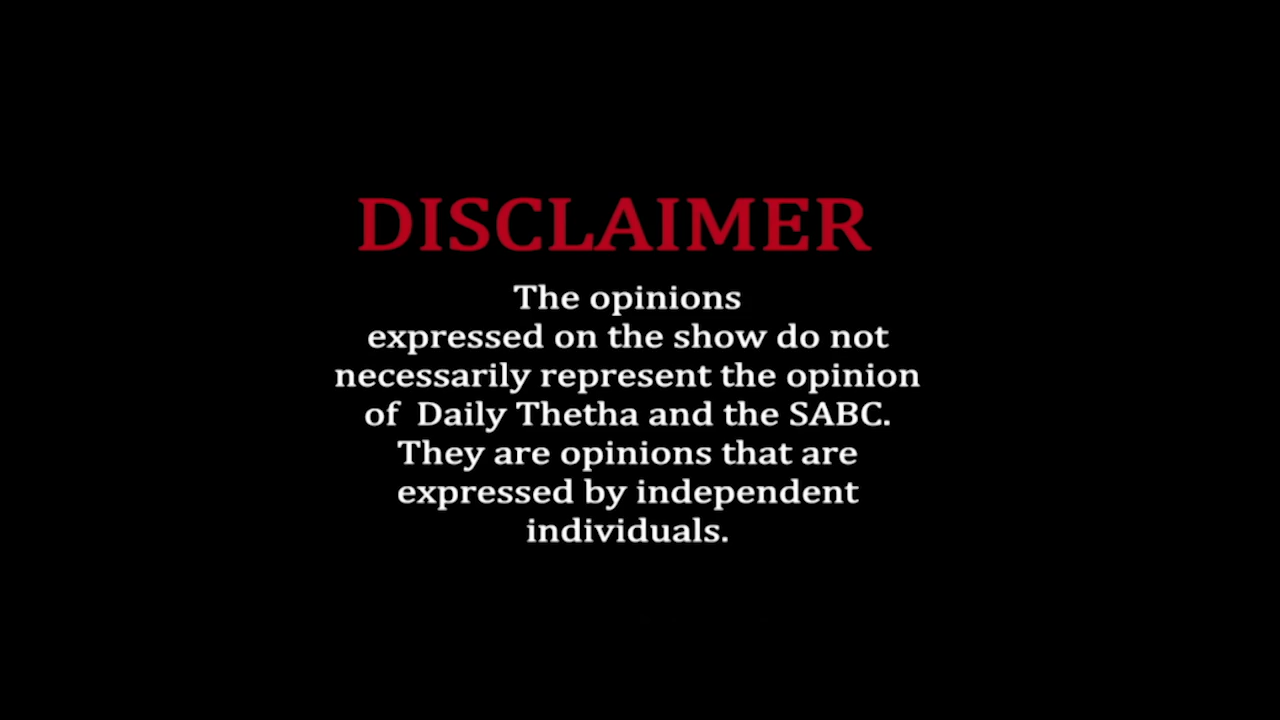 DISCLAIMER
The opinions
expressed on the show do not
necessarily represent the opinion
of  Daily Thetha and the SABC.
They are opinions that are
expressed by independent
individuals.